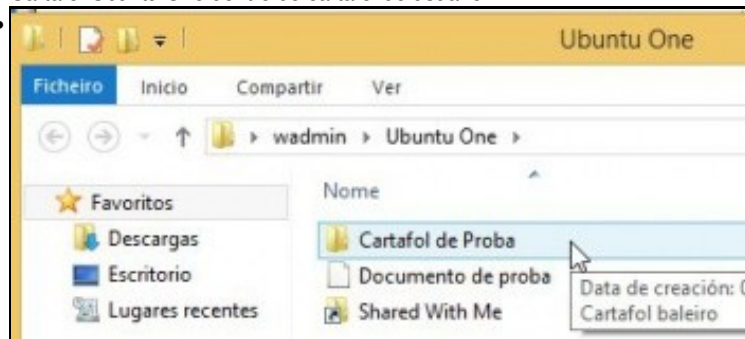 Ubuntu One
Ficheiro Inicio Compartir Ver
wadmin Ubuntu One
Favoritos
Descargas
Escritorio
Lugares recentes
Nome
Cartafol de Proba
Documento de proba
Shared With Me
Data de creación:
Cartafol baleiro